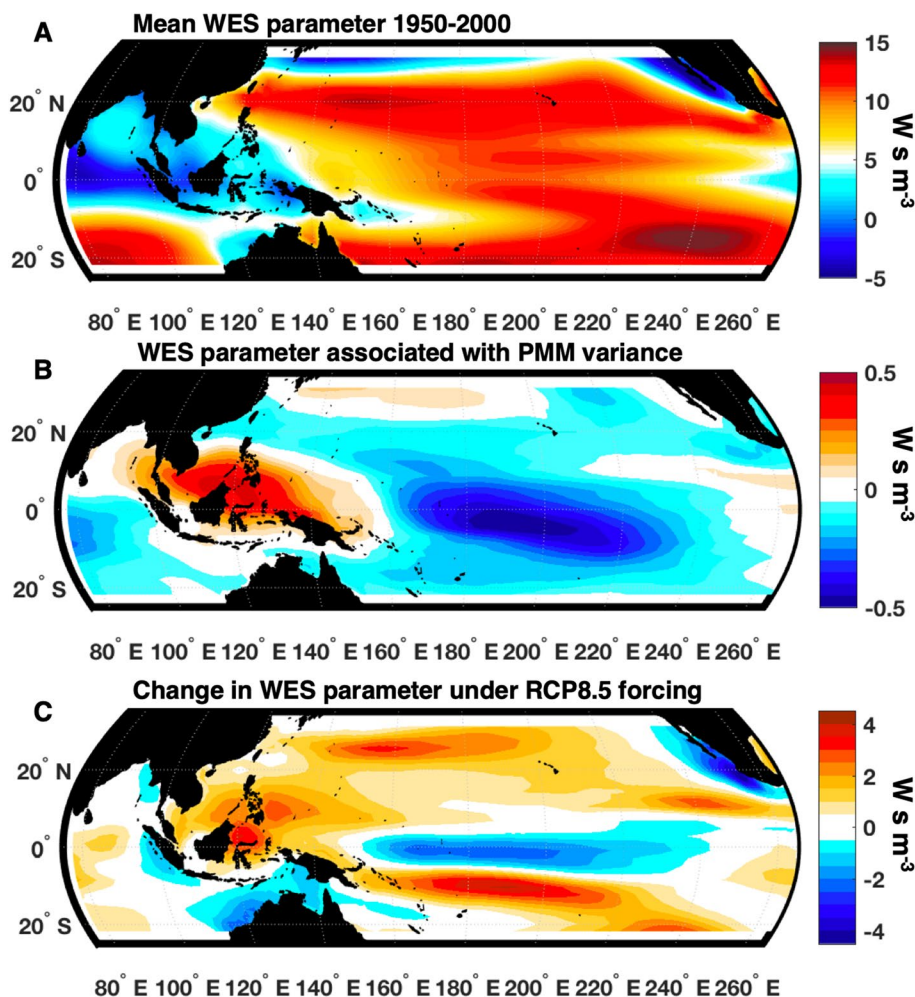 A
Mean WES parameter 1950-2000
20° N
0°
20° S
80° E 100° E 120° E 140° E 160° E 180° E 200° E 220° E 240° E 260° E
15
10
5
0
-5
W s m-3
B
WES parameter associated with PMM variance
20° N
0°
20° S
80° E 100° E 120° E 140° E 160° E 180° E 200° E 220° E 240° E 260° E
0.5
0
-0.5
W s m-3
C
Change in WES parameter under RCP8.5 forcing
20° N
0°
20° S
80° E 100° E 120° E 140° E 160° E 180° E 200° E 220° E 240° E 260° E
4
2
0
-2
-4
W s m-3